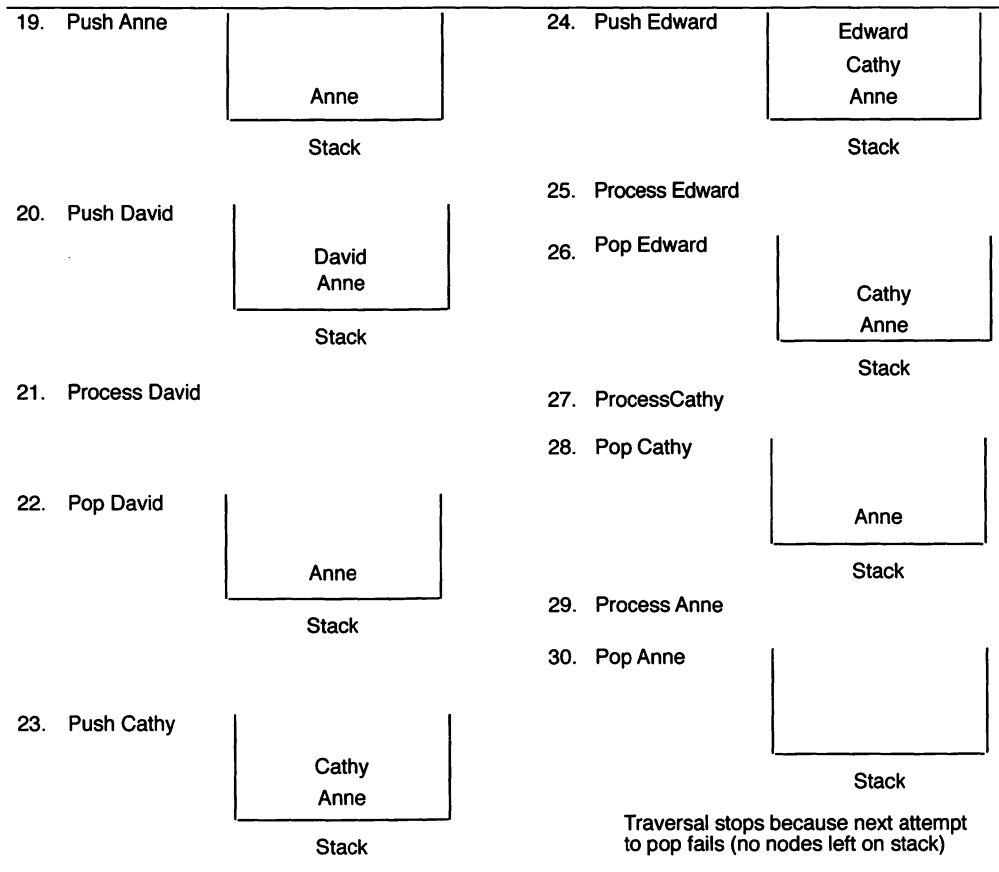 19. Push Anne
Anne
Stack
20. Push David
David
Anne
Stack
21. Process David
22. Pop David
Anne
Stack
23. Push Cathy
Cathy
Anne
Stack
24. Push Edward
Edward
Cathy
Anne
Stack
25. Process Edward
26. Pop Edward
Cathy
Anne
Stack
27. ProcessCathy
28. Pop Cathy
Anne
Stack
29. Process Anne
30. Pop Anne
Stack
Traversal stops because next attempt
to pop fails (no nodes left on stack)